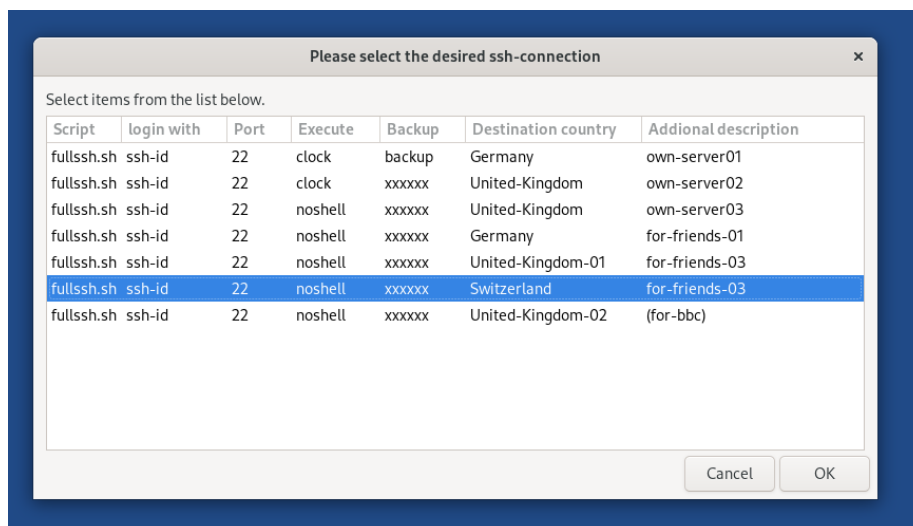 Please select the desired ssh-connection ×
Select items from the list below.
Script login with Port Execute Backup Destination country Addional description
fullssh.sh ssh-id 22 clock backup Germany own-server01
fullssh.sh ssh-id 22 clock xxxxxx United-Kingdom own-server02
fullssh.sh ssh-id 22 noshell xxxxxx United-Kingdom own-server03
fullssh.sh ssh-id 22 noshell xxxxxx Germany for-friends-01
fullssh.sh ssh-id 22 noshell xxxxxx United-Kingdom-01 for-friends-03
fullssh.sh ssh-id 22 noshell xxxxxx Switzerland for-friends-03
fullssh.sh ssh-id 22 noshell xxxxxx United-Kingdom-02 (for-bbc)
Cancel OK